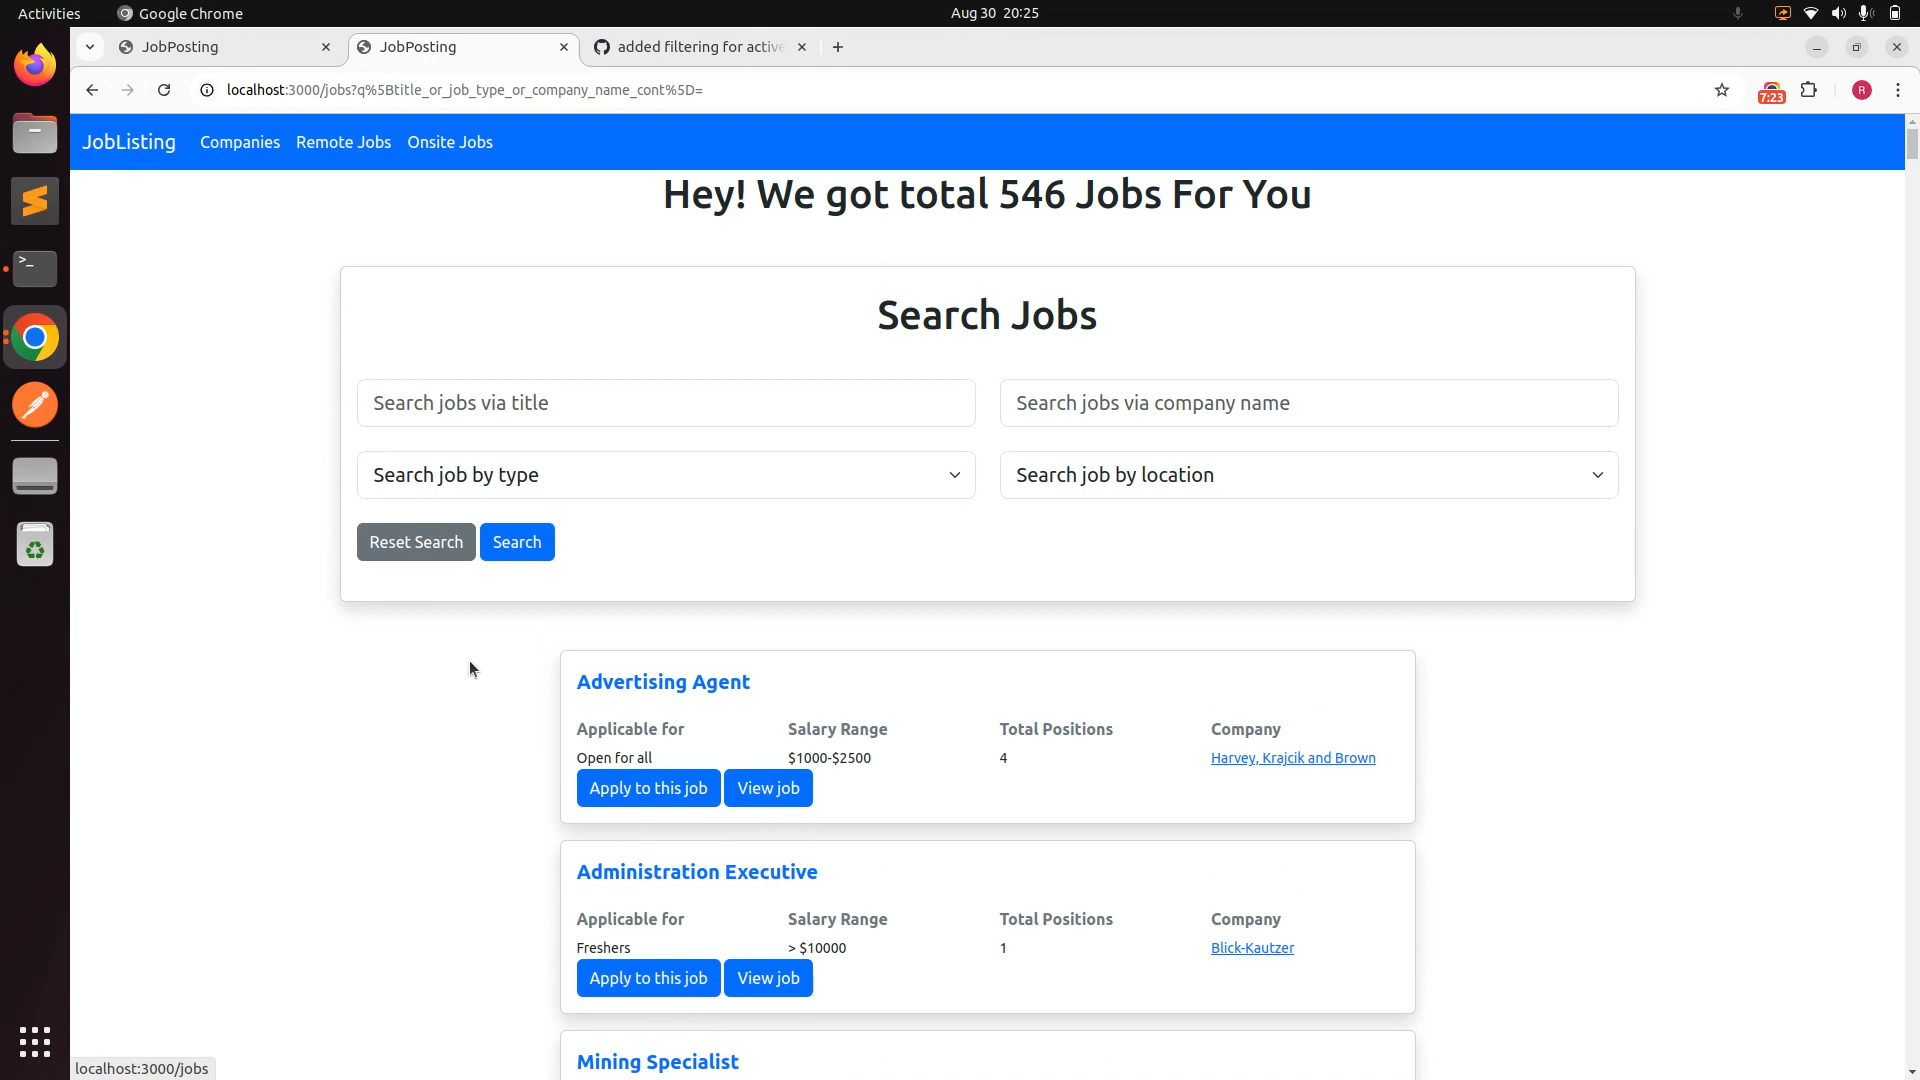 Activities Google Chrome Aug 30 20:25
JobPosting JobPosting added filtering for active
localhost:3000/jobs?q%5Btitle_or_job_type_or_company_name_cont%5D= 7:23 R
JobListing Companies Remote Jobs Onsite Jobs
Hey! We got total 546 Jobs For You
Search Jobs
Search jobs via title Search jobs via company name
Search job by type Search job by location
Reset Search Search
Advertising Agent
Applicable for Salary Range Total Positions Company
Open for all $1000-$2500 4 Harvey, Krajcik and Brown
Apply to this job View job
Administration Executive
Applicable for Salary Range Total Positions Company
Freshers > $10000 1 Blick-Kautzer
Apply to this job View job
Mining Specialist
localhost:3000/jobs